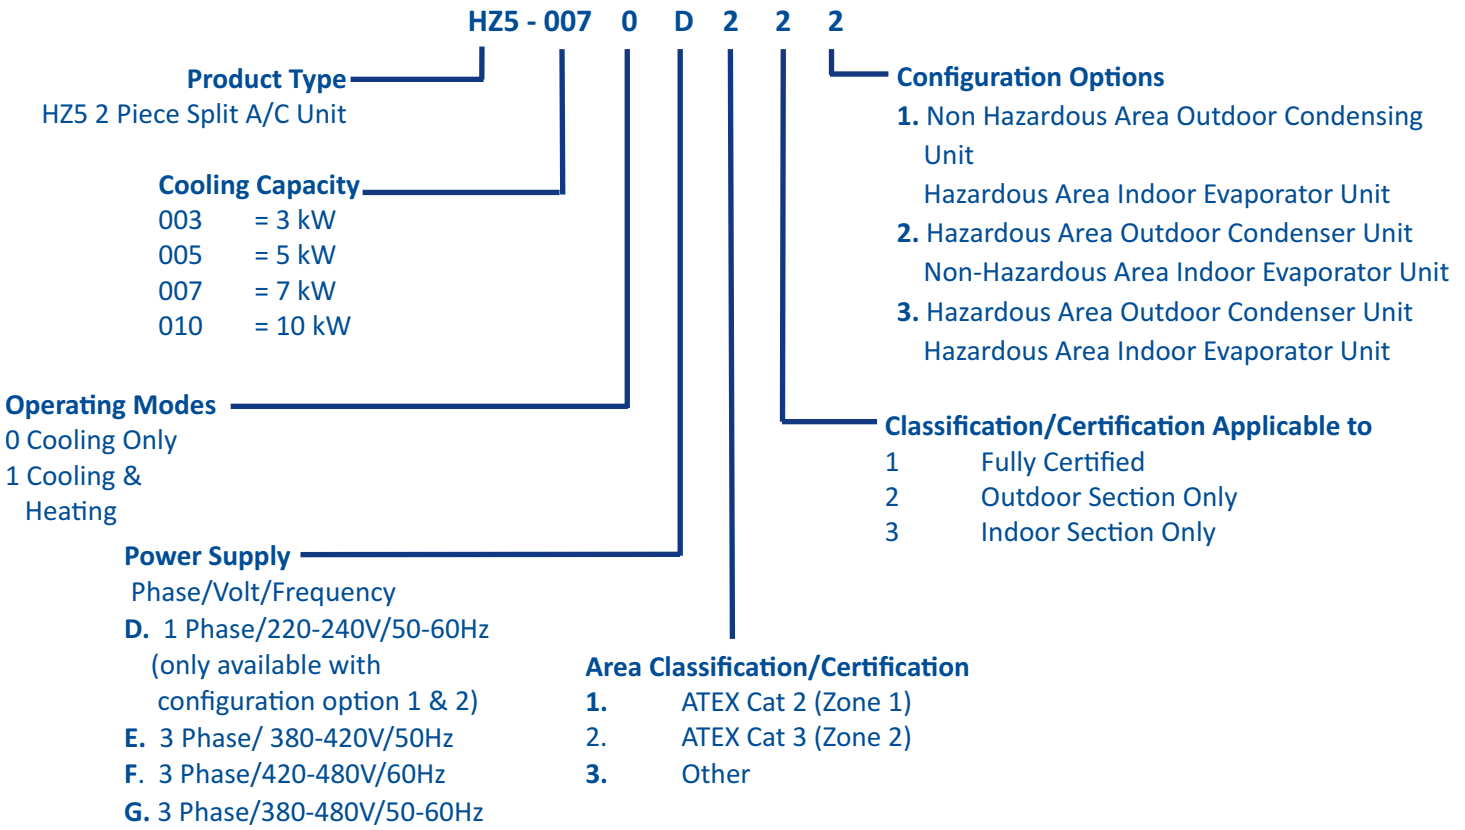 HZ5 - 007 0 D 2 2 2
Product Type
HZ5 2 Piece Split A/C Unit
Cooling Capacity
003 = 3 kW
005 = 5 kW
007 = 7 kW
010 = 10 kW
Operating Modes
0 Cooling Only
1 Cooling &
Heating
Power Supply
Phase/Volt/Frequency
D. 1 Phase/220-240V/50-60Hz
(only available with
configuration option 1 & 2)
E. 3 Phase/ 380-420V/50Hz
F. 3 Phase/420-480V/60Hz
G. 3 Phase/380-480V/50-60Hz
Area Classification/Certification
1. ATEX Cat 2 (Zone 1)
2. ATEX Cat 3 (Zone 2)
3. Other
Classification/Certification Applicable to
1 Fully Certified
2 Outdoor Section Only
3 Indoor Section Only
Configuration Options
1. Non Hazardous Area Outdoor Condensing
Unit
Hazardous Area Indoor Evaporator Unit
2. Hazardous Area Outdoor Condenser Unit
Non-Hazardous Area Indoor Evaporator Unit
3. Hazardous Area Outdoor Condenser Unit
Hazardous Area Indoor Evaporator Unit